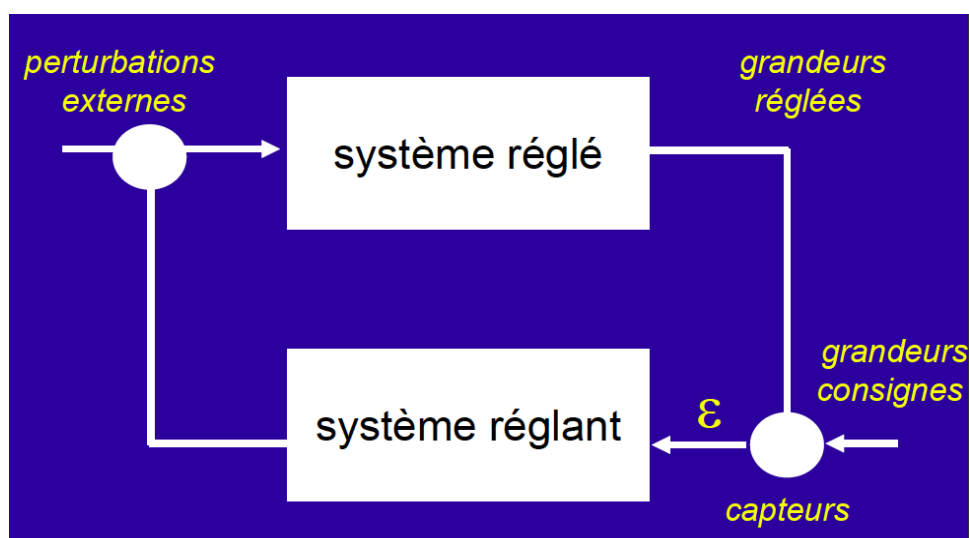 perturbations
externes
grandeurs
réglées
système réglé
grandeurs
consignes
système réglant
ε
capteurs